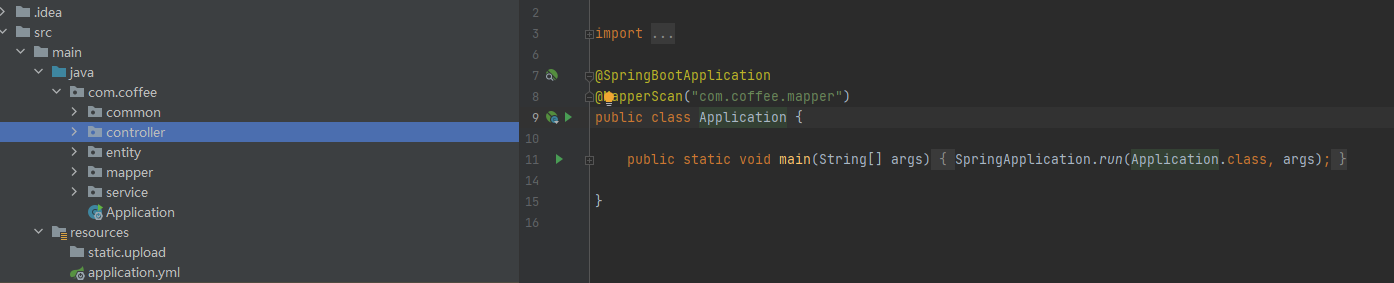 .idea
src
main
java
com.coffee
common
controller
entity
mapper
service
Application
resources
static.upload
application.yml
2
3 import ...
6
7 @SpringBootApplication
8 @MapperScan("com.coffee.mapper")
9 public class Application {
10
11 public static void main(String[] args) { SpringApplication.run(Application.class, args); }
14
15 }
16